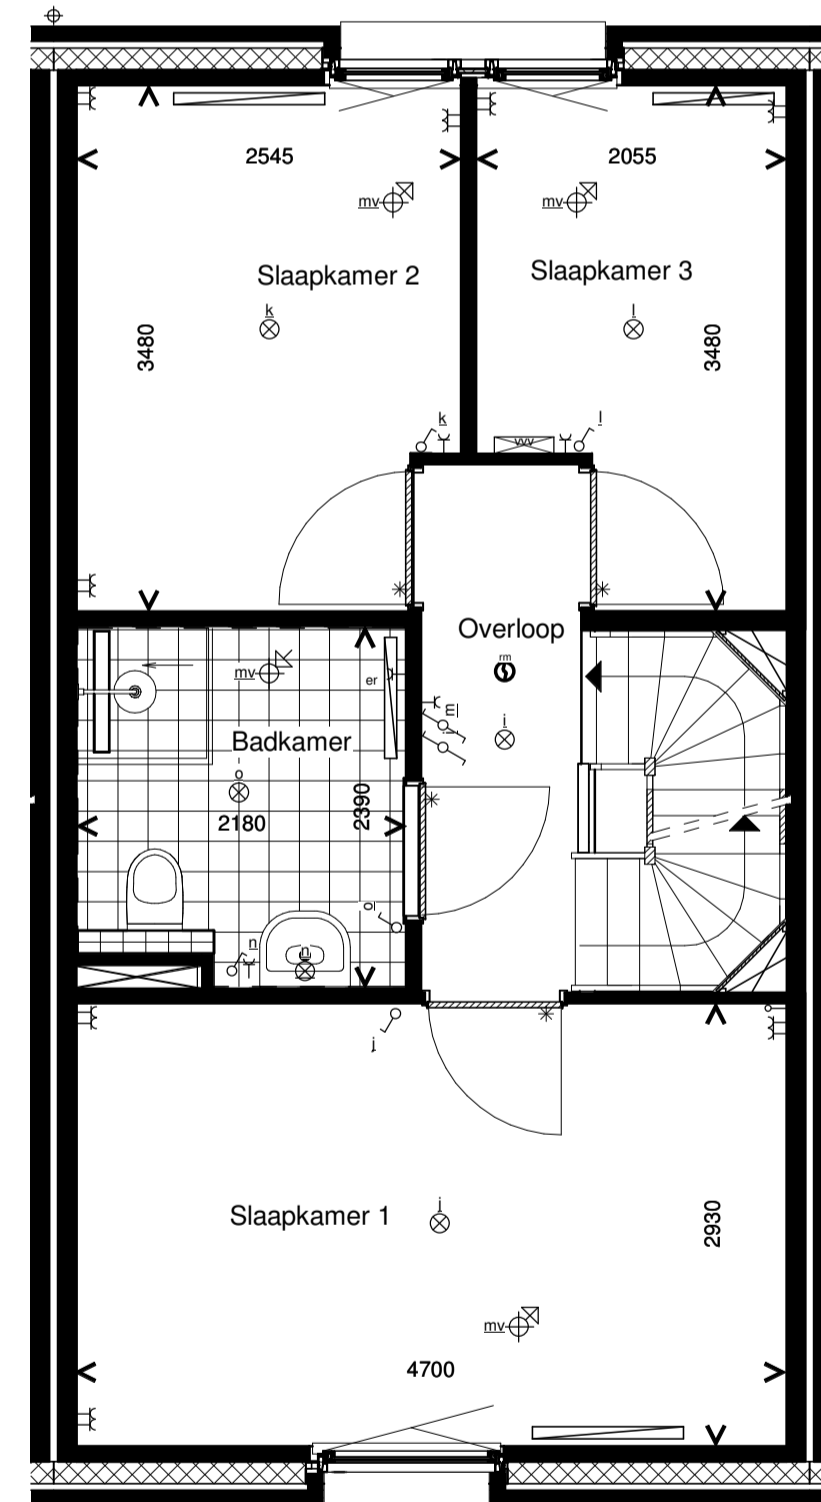 2545
2055
mv
mv
Slaapkamer 2
Slaapkamer 3
k
l
3480
3480
k
l
vvv
Overloop
rm
mv
er
m
i
Badkamer
i
o
2180
2390
o
n
n
j
Slaapkamer 1
j
2930
mv
4700